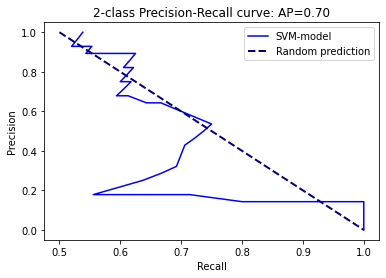 2-class Precision-Recall curve: AP=0.70
SVM-model
Random prediction
Precision
1.0
0.8
0.6
0.4
0.2
0.0
0.5 0.6 0.7 0.8 0.9 1.0
Recall